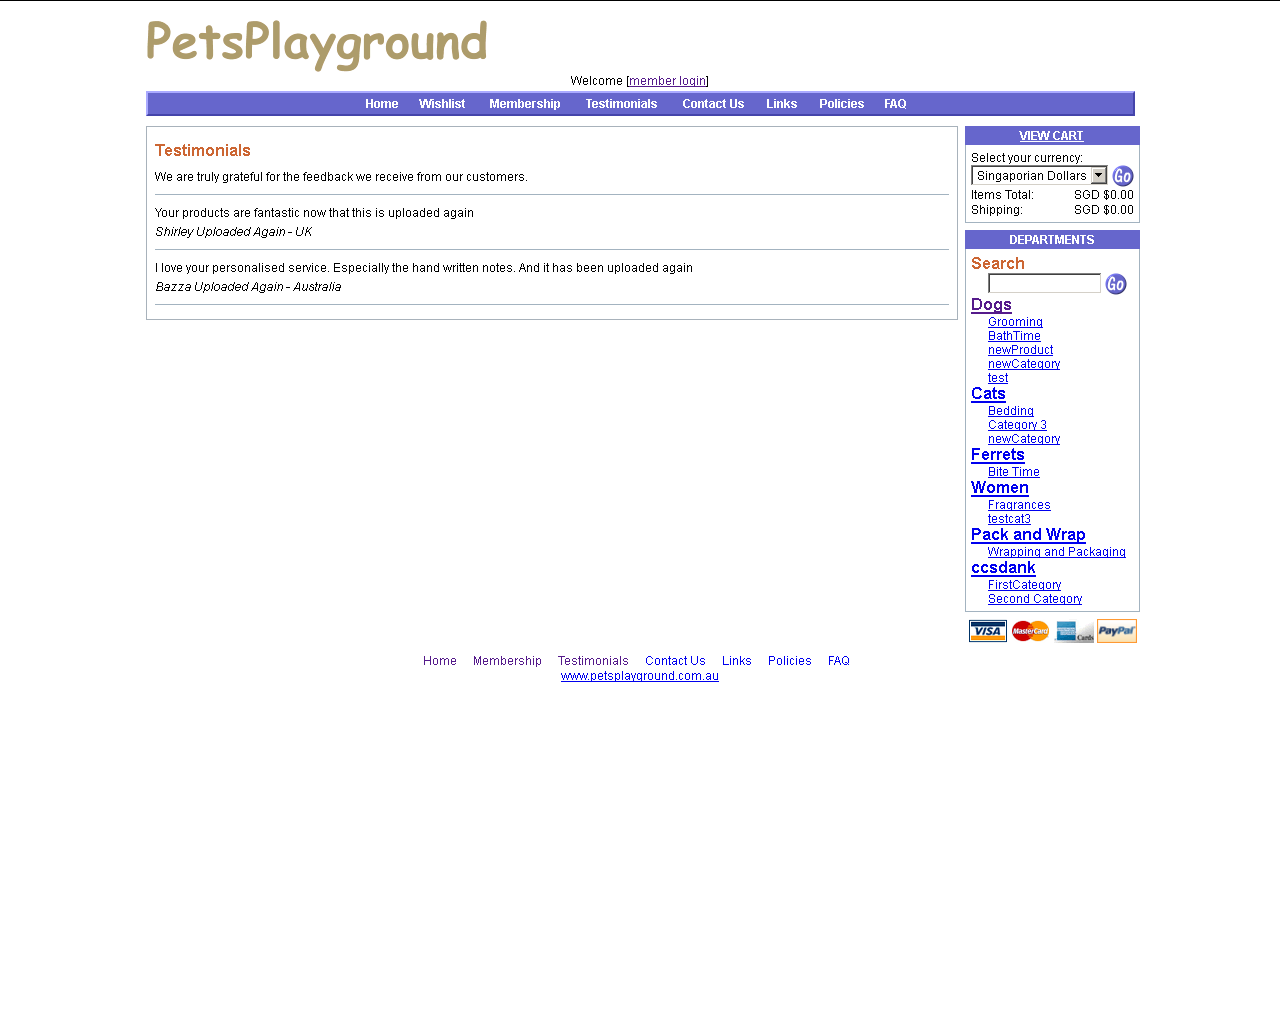 PetsPlayground
Welcome [member login]
Home Wishlist Membership Testimonials Contact Us Links Policies FAQ
Testimonials
We are truly grateful for the feedback we receive from our customers.
Your products are fantastic now that this is uploaded again
Shirley Uploaded Again - UK
I love your personalised service. Especially the hand written notes. And it has been uploaded again
Bazza Uploaded Again - Australia
VIEW CART
Select your currency:
Singaporian Dollars Go
Items Total: SGD $0.00
Shipping: SGD $0.00
DEPARTMENTS
Search
Go
Dogs
Grooming
BathTime
newProduct
newCategory
test
Cats
Bedding
Category 3
newCategory
Ferrets
Bite Time
Women
Fragrances
testcat3
Pack and Wrap
Wrapping and Packaging
ccsdank
FirstCategory
Second Category
VISA MasterCard Cards PayPal
Home Membership Testimonials Contact Us Links Policies FAQ
www.petsplayground.com.au